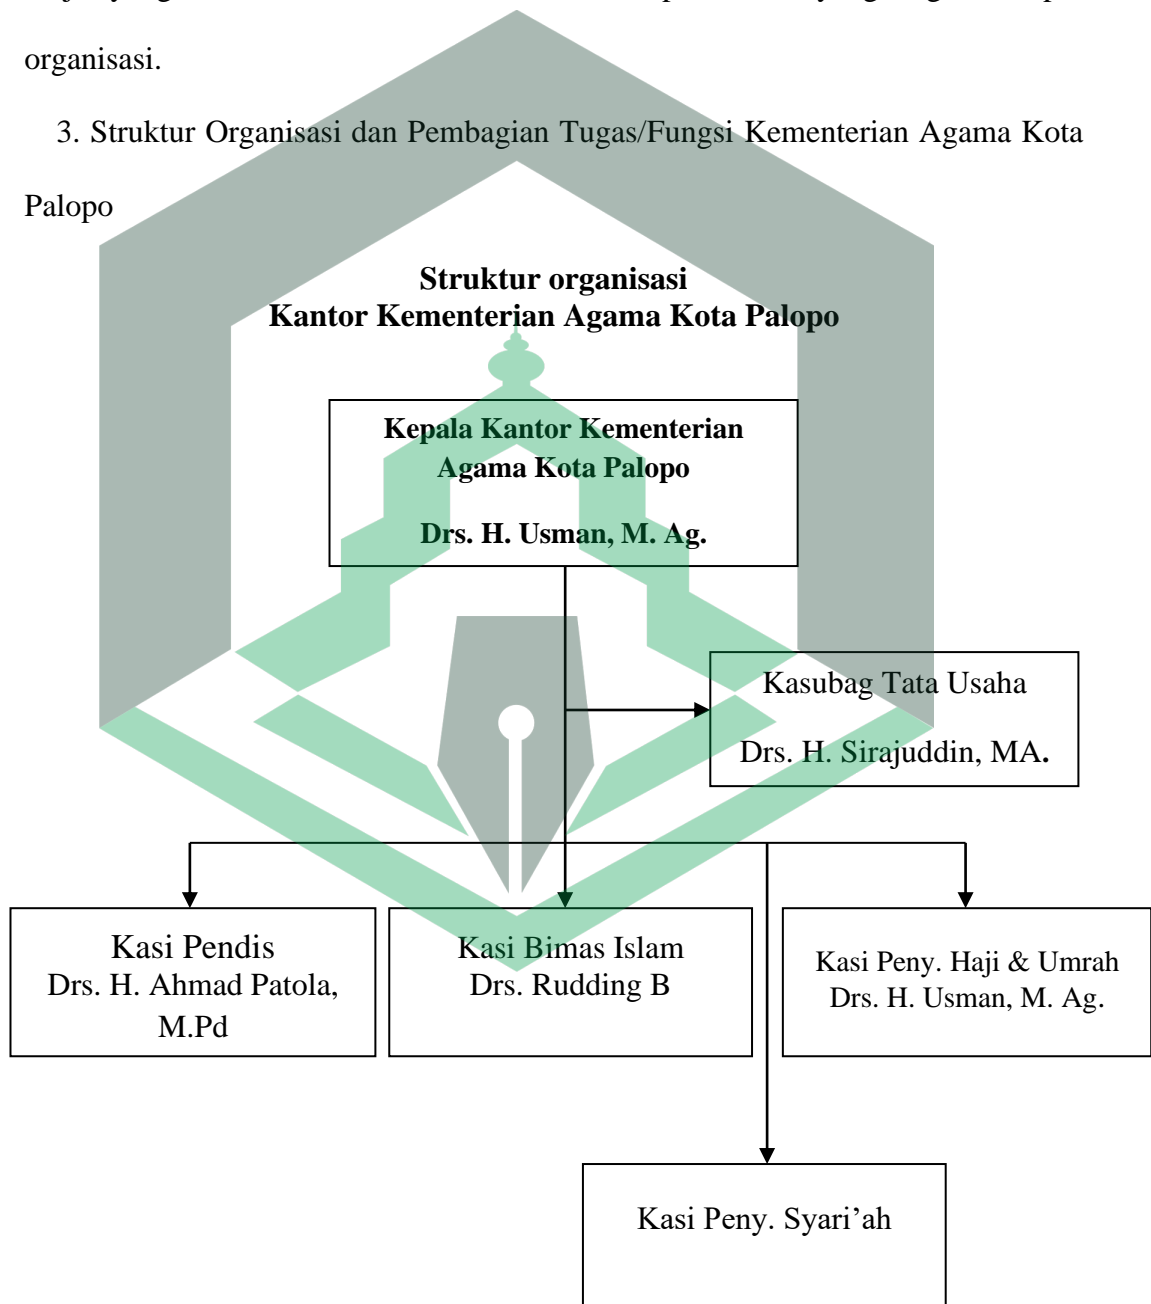 organisasi.
3. Struktur Organisasi dan Pembagian Tugas/Fungsi Kementerian Agama Kota
Palopo
Struktur organisasi
Kantor Kementerian Agama Kota Palopo
Kepala Kantor Kementerian
Agama Kota Palopo
Drs. H. Usman, M. Ag.
Kasubag Tata Usaha
Drs. H. Sirajuddin, MA.
Kasi Pendis
Drs. H. Ahmad Patola,
M.Pd
Kasi Bimas Islam
Drs. Rudding B
Kasi Peny. Haji & Umrah
Drs. H. Usman, M. Ag.
Kasi Peny. Syari’ah